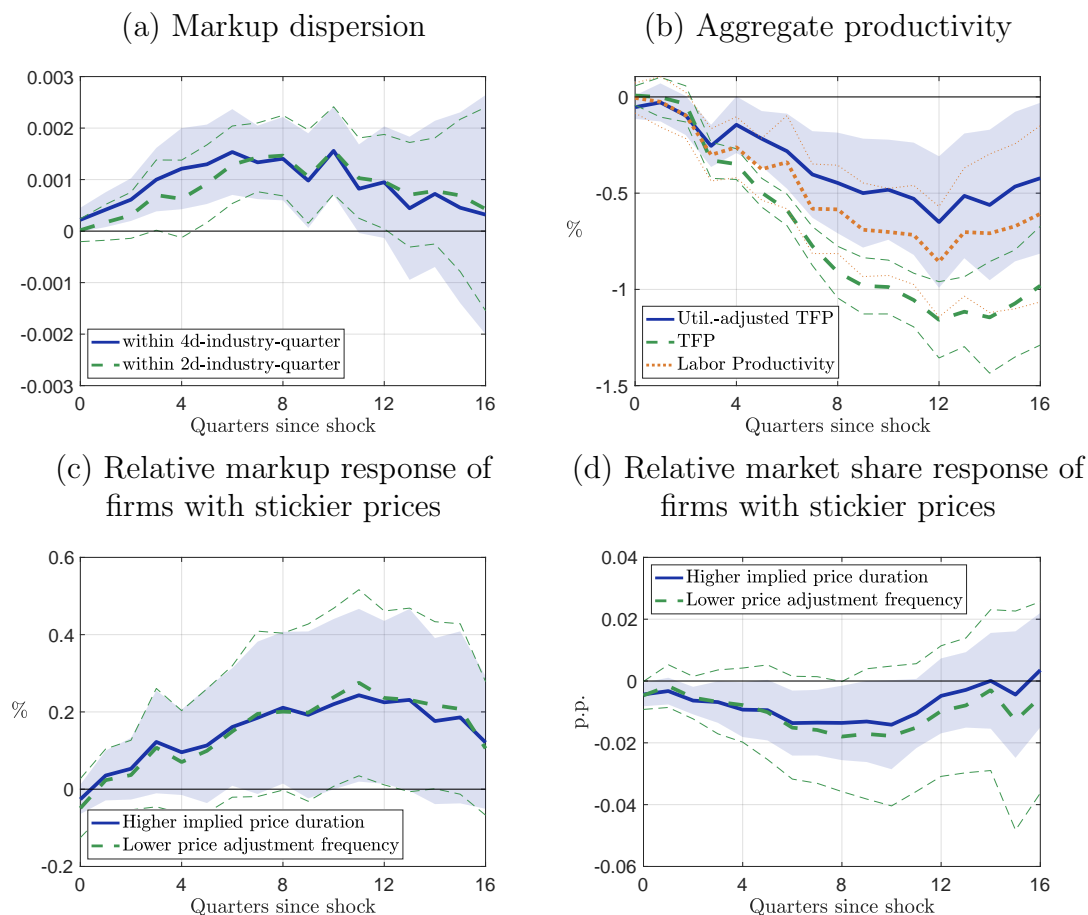 (a) Markup dispersion
0.003
0.002
0.001
0
-0.001
-0.002
-0.003
within 4d-industry-quarter
within 2d-industry-quarter
0
4
8
12
16
Quarters since shock
(b) Aggregate productivity
0
-0.5
%
-1
-1.5
Util.-adjusted TFP
TFP
Labor Productivity
0
4
8
12
16
Quarters since shock
(c) Relative markup response of
firms with stickier prices
0.6
0.4
%
0.2
0
-0.2
Higher implied price duration
Lower price adjustment frequency
0
4
8
12
16
Quarters since shock
(d) Relative market share response of
firms with stickier prices
0.04
0.02
0
p.p.
-0.02
-0.04
-0.06
Higher implied price duration
Lower price adjustment frequency
0
4
8
12
16
Quarters since shock